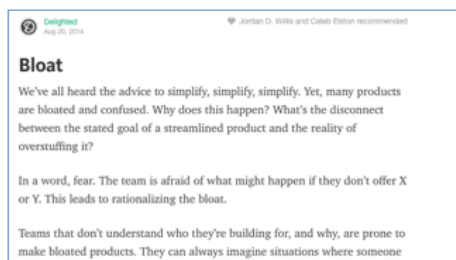 Delighted
Jordan D. Willis and Caleb Elston recommended
Aug 20, 2014
Bloat
We've all heard the advice to simplify, simplify, simplify. Yet, many products
are bloated and confused. Why does this happen? What's the disconnect
between the stated goal of a streamlined product and the reality of
overstuffing it?
In a word, fear. The team is afraid of what might happen if they don't offer X
or Y. This leads to rationalizing the bloat.
Teams that don't understand who they're building for, and why, are prone to
make bloated products. They can always imagine situations where someone